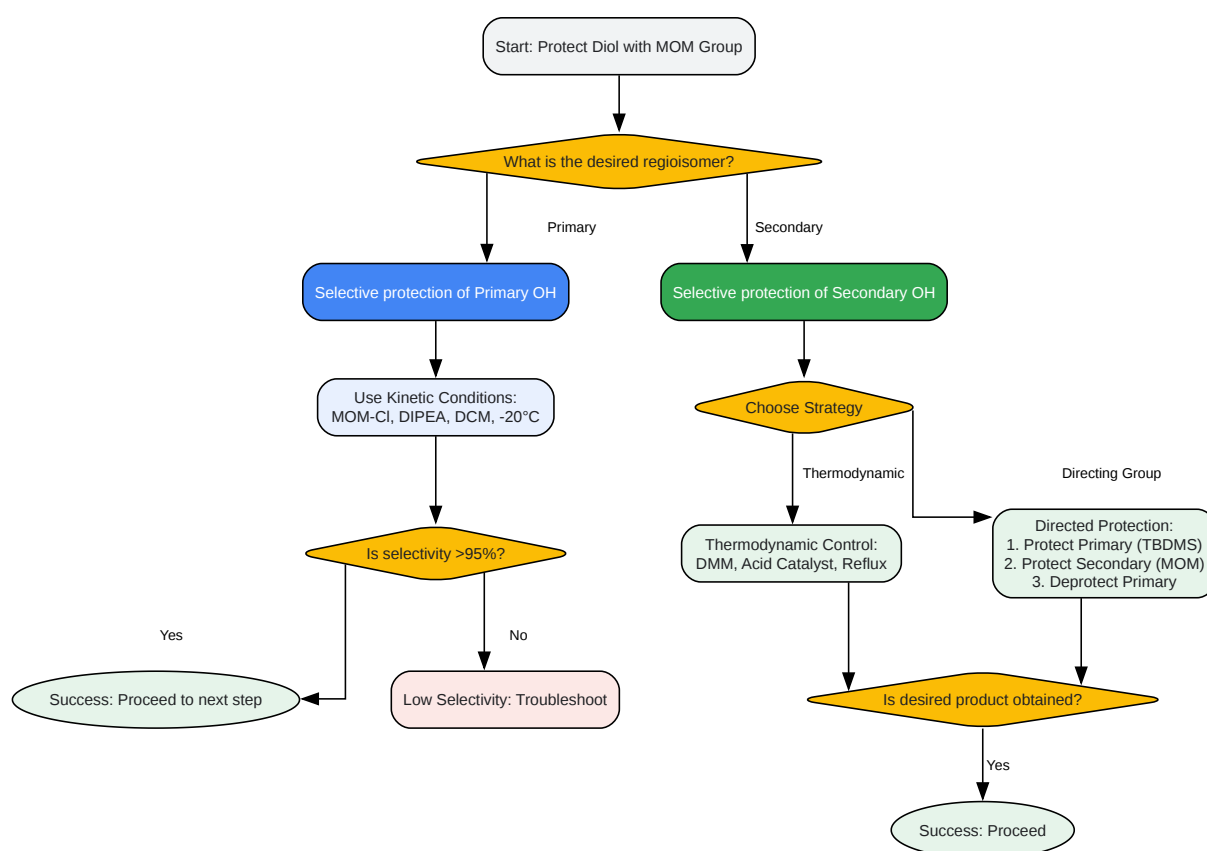 Start: Protect Diol with MOM Group
What is the desired regioisomer?
Primary
Secondary
Selective protection of Primary OH
Selective protection of Secondary OH
Use Kinetic Conditions:
MOM-Cl, DIPEA, DCM, -20°C
Choose Strategy
Thermodynamic
Directing Group
Is selectivity >95%?
Thermodynamic Control:
DMM, Acid Catalyst, Reflux
Directed Protection:
1. Protect Primary (TBDMS)
2. Protect Secondary (MOM)
3. Deprotect Primary
Yes
No
Success: Proceed to next step
Low Selectivity: Troubleshoot
Is desired product obtained?
Yes
Success: Proceed